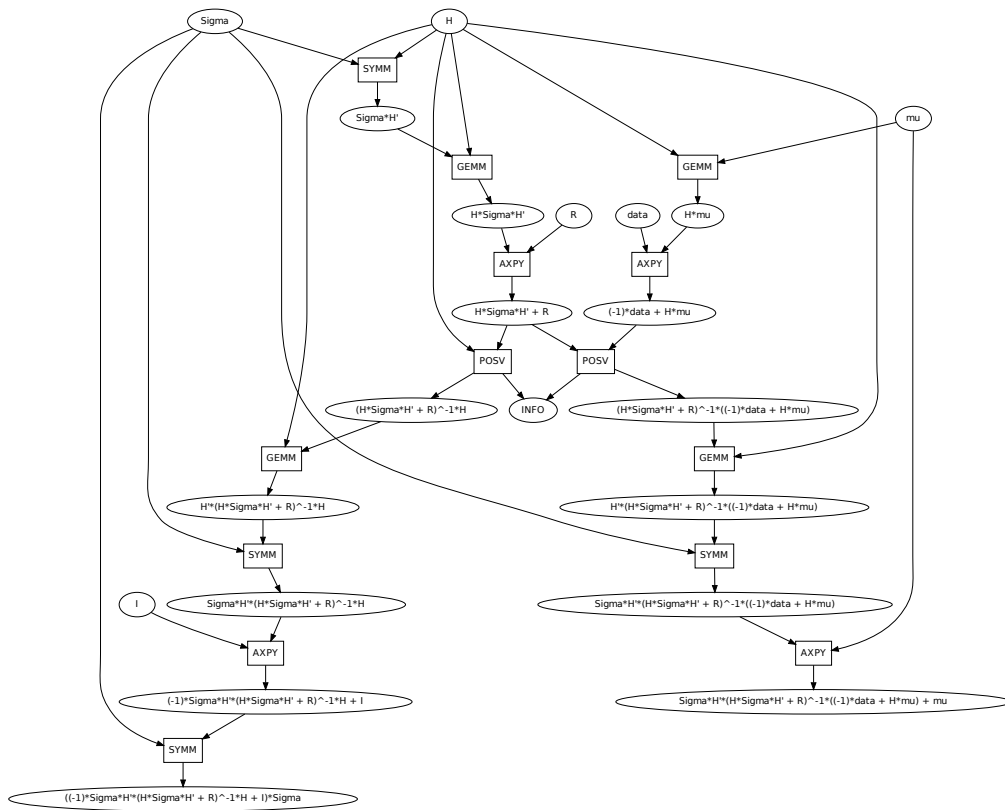 Sigma
H
SYMM
Sigma*H'
mu
GEMM
GEMM
H*Sigma*H'
R
data
H*mu
AXPY
AXPY
H*Sigma*H' + R
(-1)*data + H*mu
POSV
POSV
(H*Sigma*H' + R)^-1*H
INFO
(H*Sigma*H' + R)^-1*((-1)*data + H*mu)
GEMM
GEMM
H'*(H*Sigma*H' + R)^-1*H
H'*(H*Sigma*H' + R)^-1*((-1)*data + H*mu)
SYMM
SYMM
I
Sigma*H'*(H*Sigma*H' + R)^-1*H
Sigma*H'*(H*Sigma*H' + R)^-1*((-1)*data + H*mu)
AXPY
AXPY
(-1)*Sigma*H'*(H*Sigma*H' + R)^-1*H + I
Sigma*H'*(H*Sigma*H' + R)^-1*((-1)*data + H*mu) + mu
SYMM
((-1)*Sigma*H'*(H*Sigma*H' + R)^-1*H + I)*Sigma